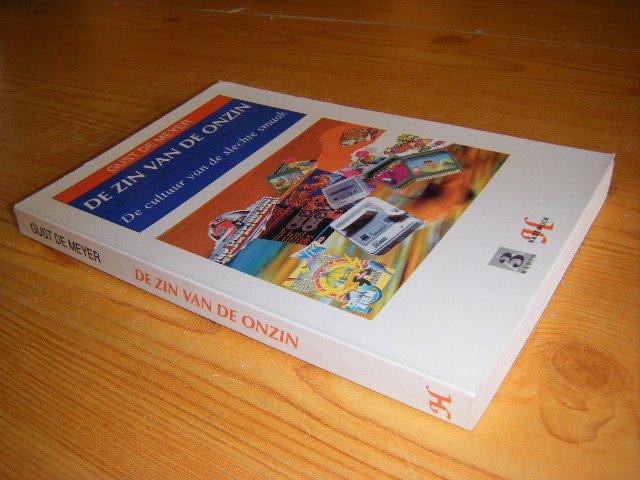 GUST DE MEYER
DE ZIN VAN DE ONZIN
De cultuur van de slechte smaak
3
GUST DE MEYER
DE ZIN VAN DE ONZIN